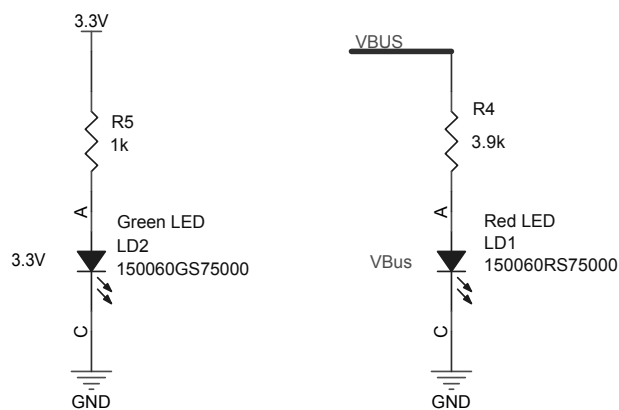 3.3V
R5
1k
A
Green LED
LD2
150060GS75000
3.3V
C
GND
VBUS
R4
3.9k
A
Red LED
LD1
150060RS75000
VBus
C
GND